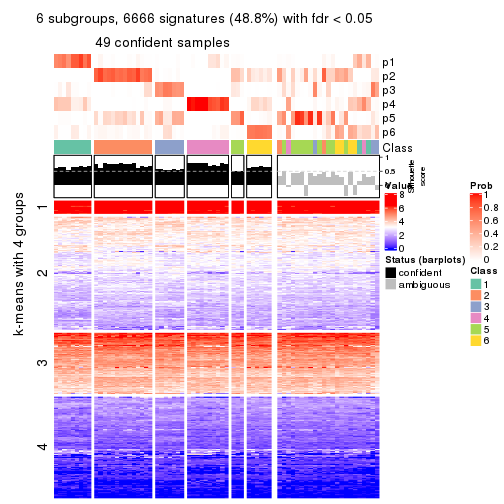 6 subgroups, 6666 signatures (48.8%) with fdr < 0.05
49 confident samples
p1
p2
p3
p4
p5
p6
Class
1
0.5
0
Silhouette
score
k-means with 4 groups
1
2
3
4
Value
8
6
4
2
0
Status (barplots)
confident
ambiguous
Prob
1
0.8
0.6
0.4
0.2
0
Class
1
2
3
4
5
6